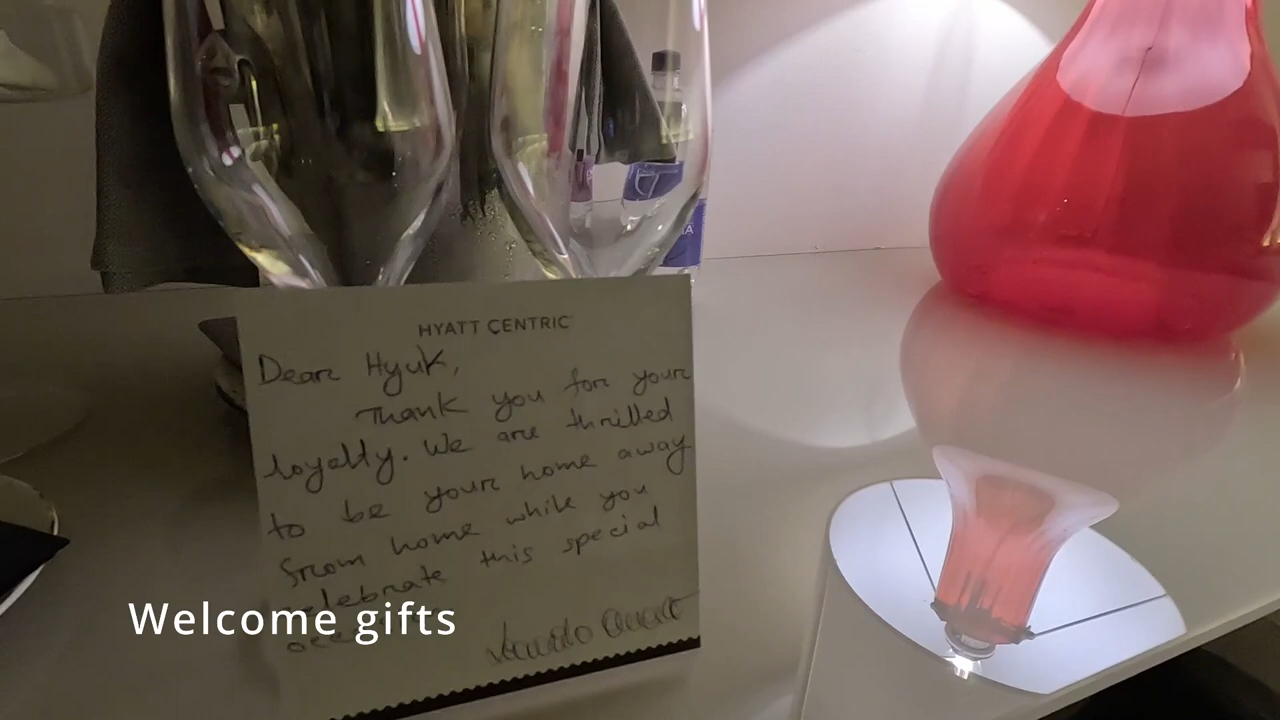 HYATT CENTRIC
Dear Hyuk,
Thank you for your
loyalty. We are thrilled
to be your home away
from home while you
celebrate this special
Welcome gifts